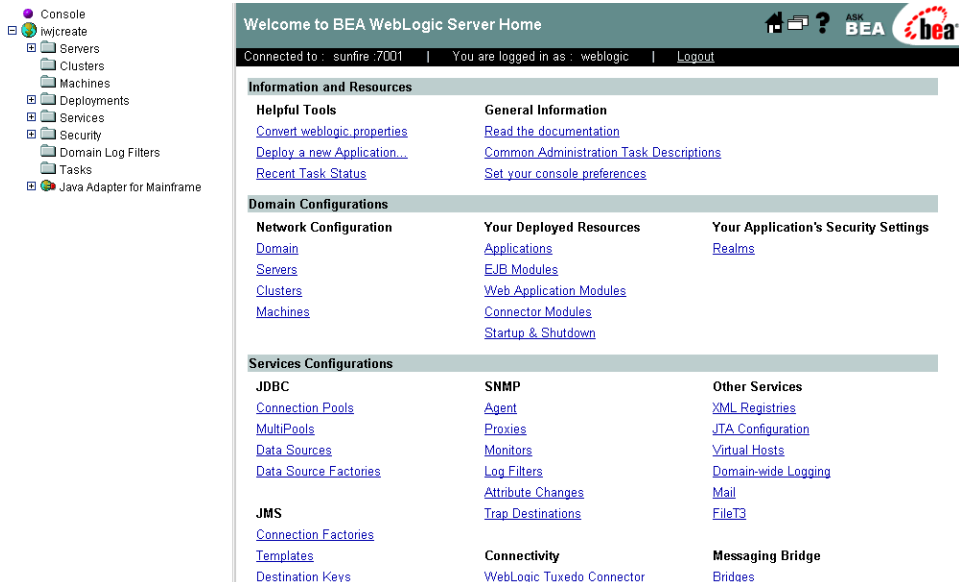 Console
iwjcreate
Servers
Clusters
Machines
Deployments
Services
Security
Domain Log Filters
Tasks
Java Adapter for Mainframe
Welcome to BEA WebLogic Server Home
?
ASK BEA
bea
Connected to : sunfire :7001 | You are logged in as : weblogic | Logout
Information and Resources
Helpful Tools General Information
Convert weblogic.properties Read the documentation
Deploy a new Application... Common Administration Task Descriptions
Recent Task Status Set your console preferences
Domain Configurations
Network Configuration Your Deployed Resources Your Application's Security Settings
Domain Applications Realms
Servers EJB Modules
Clusters Web Application Modules
Machines Connector Modules
Startup & Shutdown
Services Configurations
JDBC SNMP Other Services
Connection Pools Agent XML Registries
MultiPools Proxies JTA Configuration
Data Sources Monitors Virtual Hosts
Data Source Factories Log Filters Domain-wide Logging
Attribute Changes Mail
JMS Trap Destinations FileT3
Connection Factories
Templates Connectivity Messaging Bridge
Destination Keys WebLogic Tuxedo Connector Bridges